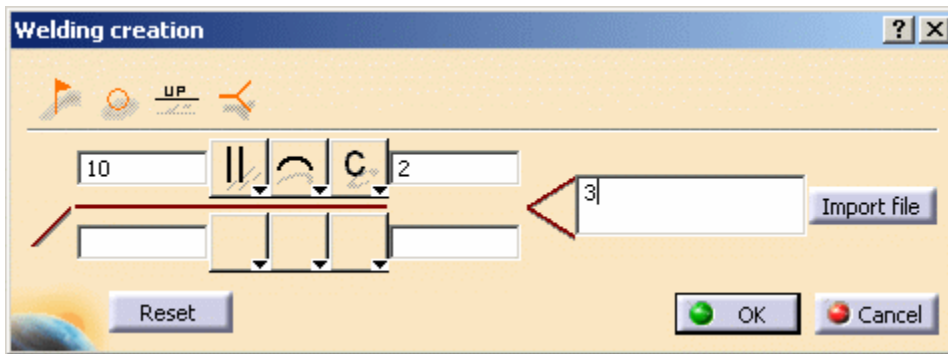 Welding creation
UP
10 || C 2
3
Import file
Reset OK Cancel